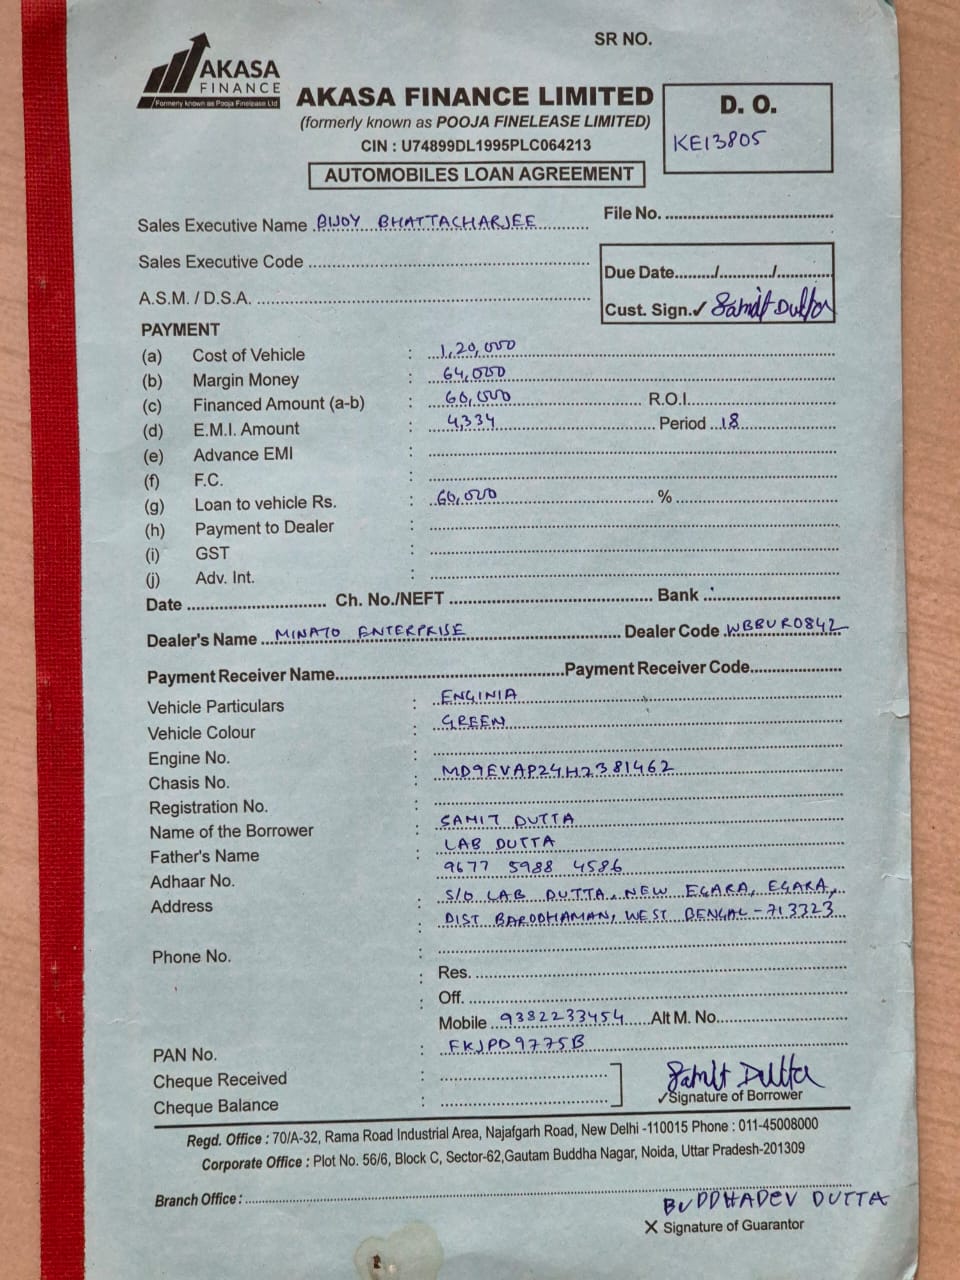 SR NO.
AKASA
FINANCE
Formerly known as Pooja Finelease Ltd
AKASA FINANCE LIMITED
(formerly known as POOJA FINELEASE LIMITED)
CIN : U74899DL1995PLC064213
AUTOMOBILES LOAN AGREEMENT
D. O.
KE13805
Sales Executive Name BIJOY BHATTACHARJEE
File No.
Sales Executive Code
Due Date......../.........../............
A.S.M. / D.S.A.
Cust. Sign.✓ Samit Dutta
PAYMENT
(a) Cost of Vehicle : 1,20,000
(b) Margin Money : 64,000
(c) Financed Amount (a-b) : 60,000 R.O.I.
(d) E.M.I. Amount : 4,334 Period 18
(e) Advance EMI :
(f) F.C. :
(g) Loan to vehicle Rs. : 60,000 %
(h) Payment to Dealer :
(i) GST :
(j) Adv. Int. :
Date Ch. No./NEFT Bank
Dealer's Name MINATO ENTERPRISE Dealer Code WBBUR0842
Payment Receiver Name Payment Receiver Code
Vehicle Particulars : ENGINIA
Vehicle Colour : GREEN
Engine No. :
Chasis No. : MD9EVAP24H2381462
Registration No. :
Name of the Borrower : SAMIT DUTTA
Father's Name : LAB DUTTA
Adhaar No. : 9677 5988 4586
Address : S/O LAB DUTTA, NEW EGARA, EGARA,
: DIST BARDDHAMAN, WEST BENGAL - 713323
Phone No. :
: Res.
: Off.
Mobile 9382233454 Alt M. No.
PAN No. : FKJPD9775B
Cheque Received :
Cheque Balance :
Samit Dutta
✓Signature of Borrower
Regd. Office : 70/A-32, Rama Road Industrial Area, Najafgarh Road, New Delhi -110015 Phone : 011-45008000
Corporate Office : Plot No. 56/6, Block C, Sector-62,Gautam Buddha Nagar, Noida, Uttar Pradesh-201309
Branch Office :
BUDDHADEV DUTTA
X Signature of Guarantor